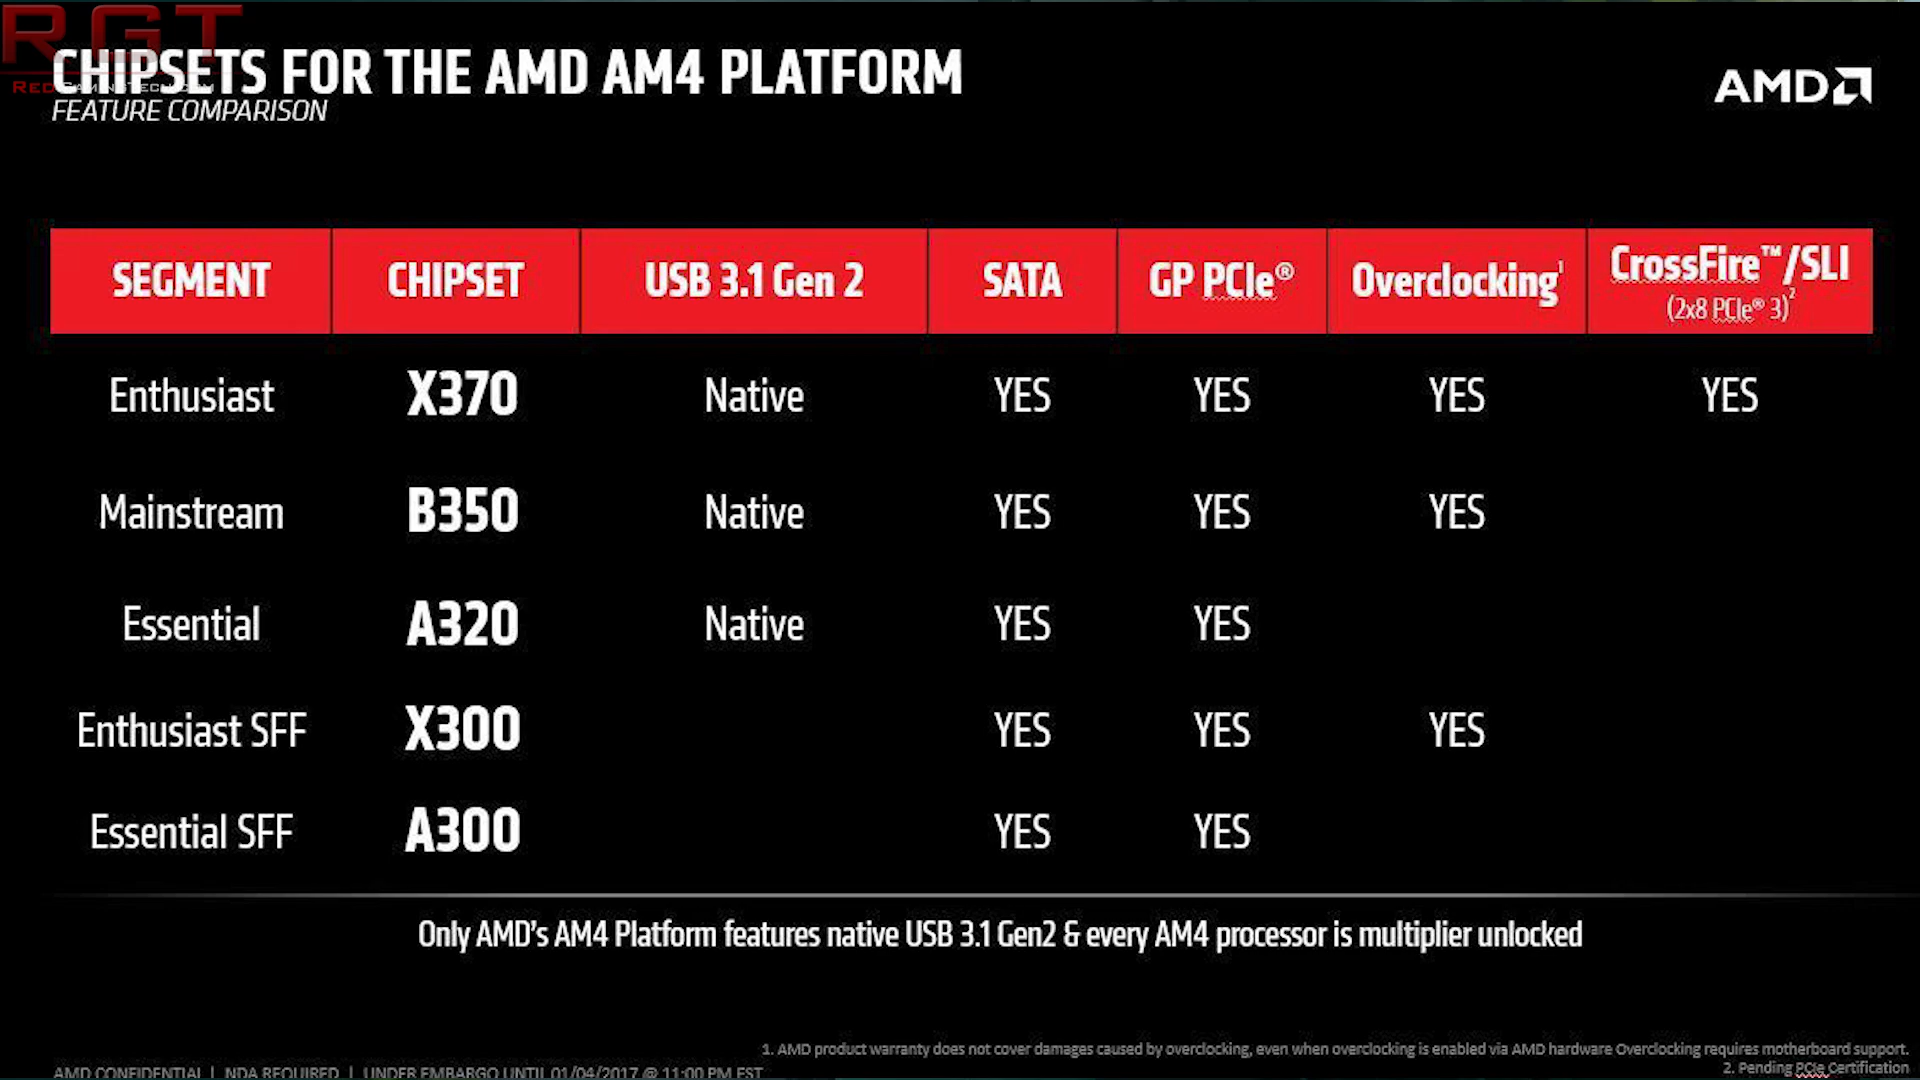 RGT
RedGamingTech.com
CHIPSETS FOR THE AMD AM4 PLATFORM
FEATURE COMPARISON
AMD
SEGMENT CHIPSET USB 3.1 Gen 2 SATA GP PCIe® Overclocking¹ CrossFire™/SLI
(2x8 PCIe® 3)²
Enthusiast X370 Native YES YES YES YES
Mainstream B350 Native YES YES YES
Essential A320 Native YES YES
Enthusiast SFF X300 YES YES YES
Essential SFF A300 YES YES
Only AMD's AM4 Platform features native USB 3.1 Gen2 & every AM4 processor is multiplier unlocked
1. AMD product warranty does not cover damages caused by overclocking, even when overclocking is enabled via AMD hardware Overclocking requires motherboard support.
2. Pending PCIe Certification
AMD CONFIDENTIAL | NDA REQUIRED | UNDER EMBARGO UNTIL 01/04/2017 @ 11:00 PM EST